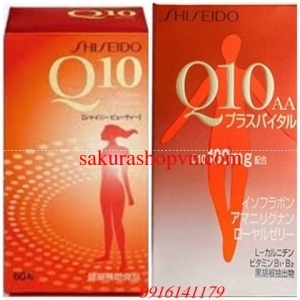 SHISEIDO
Q10
[シャイニービューティー]
60粒
SHISEIDO
Q10AA
プラスバイタル
100mg配合
イソフラボン
アマニリグナン
ローヤルゼリー
L-カルニチン
ビタミンB1・B2
黒胡椒抽出物
sakurashopvu.com
0916141179